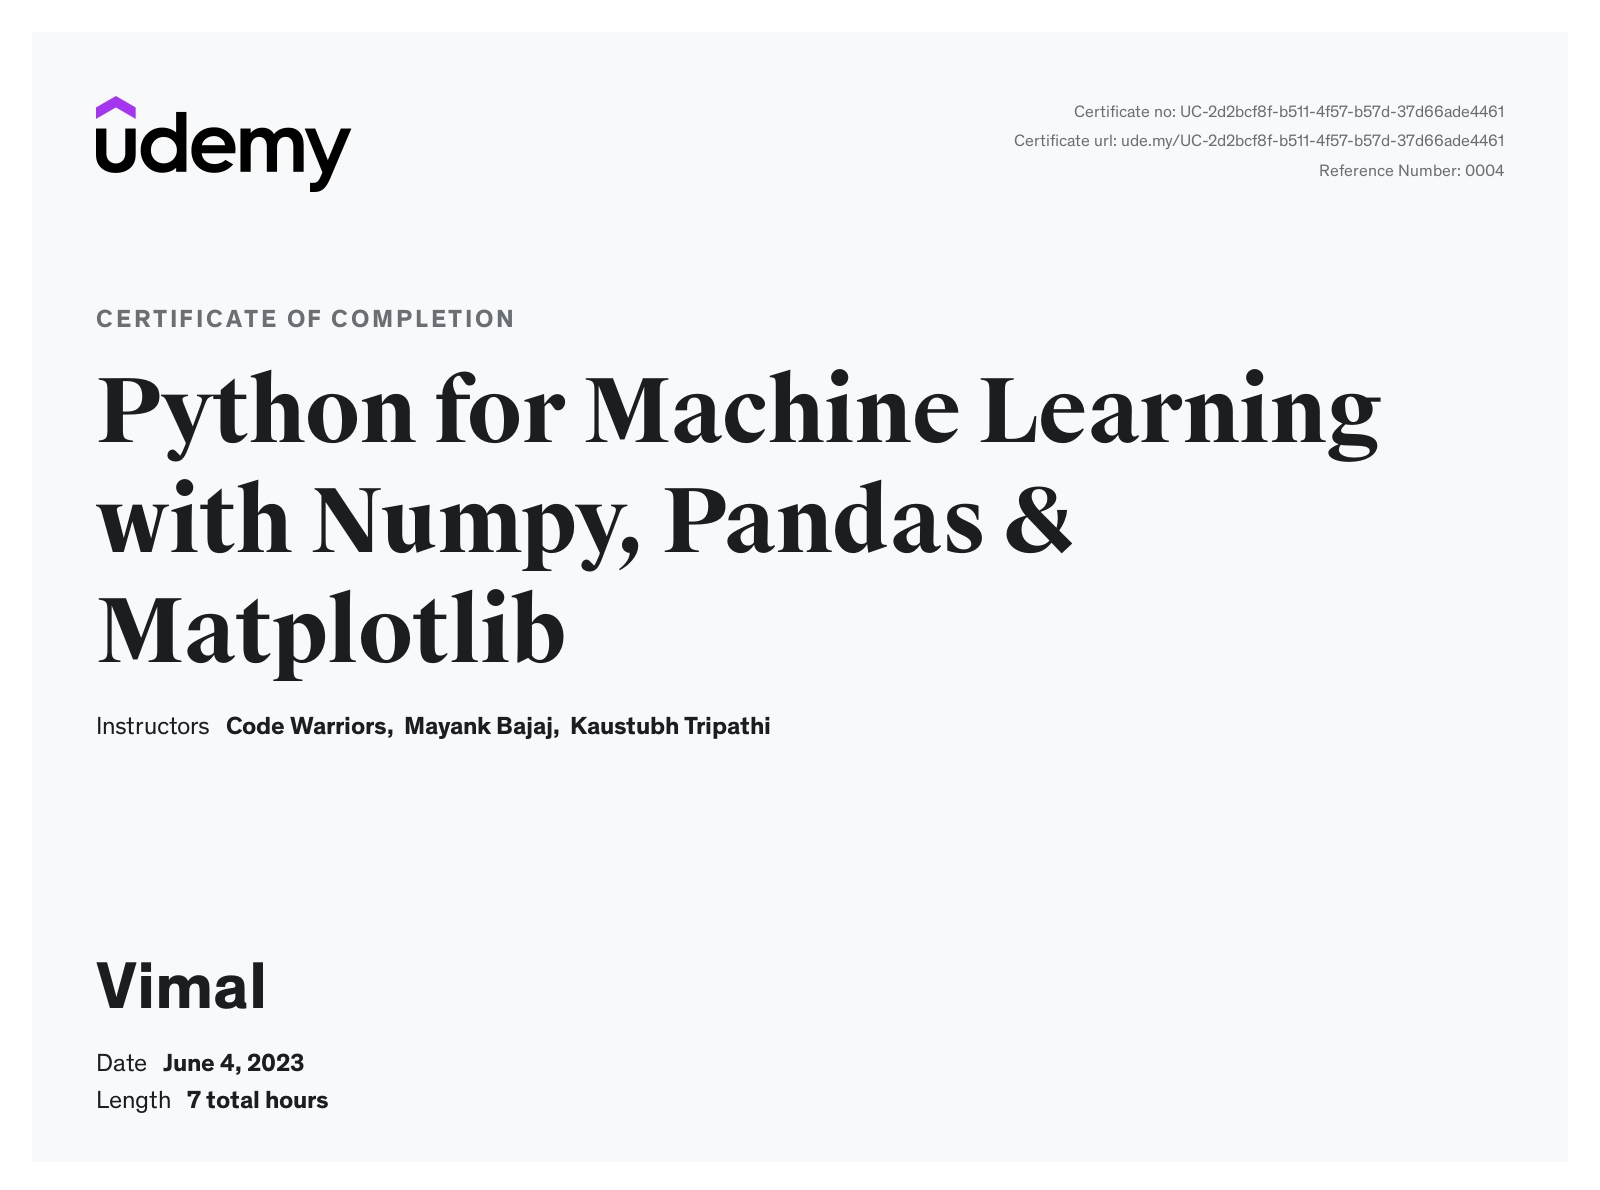 udemy
Certificate no: UC-2d2bcf8f-b511-4f57-b57d-37d66ade4461
Certificate url: ude.my/UC-2d2bcf8f-b511-4f57-b57d-37d66ade4461
Reference Number: 0004
CERTIFICATE OF COMPLETION
Python for Machine Learning
with Numpy, Pandas &
Matplotlib
Instructors Code Warriors, Mayank Bajaj, Kaustubh Tripathi
Vimal
Date June 4, 2023
Length 7 total hours